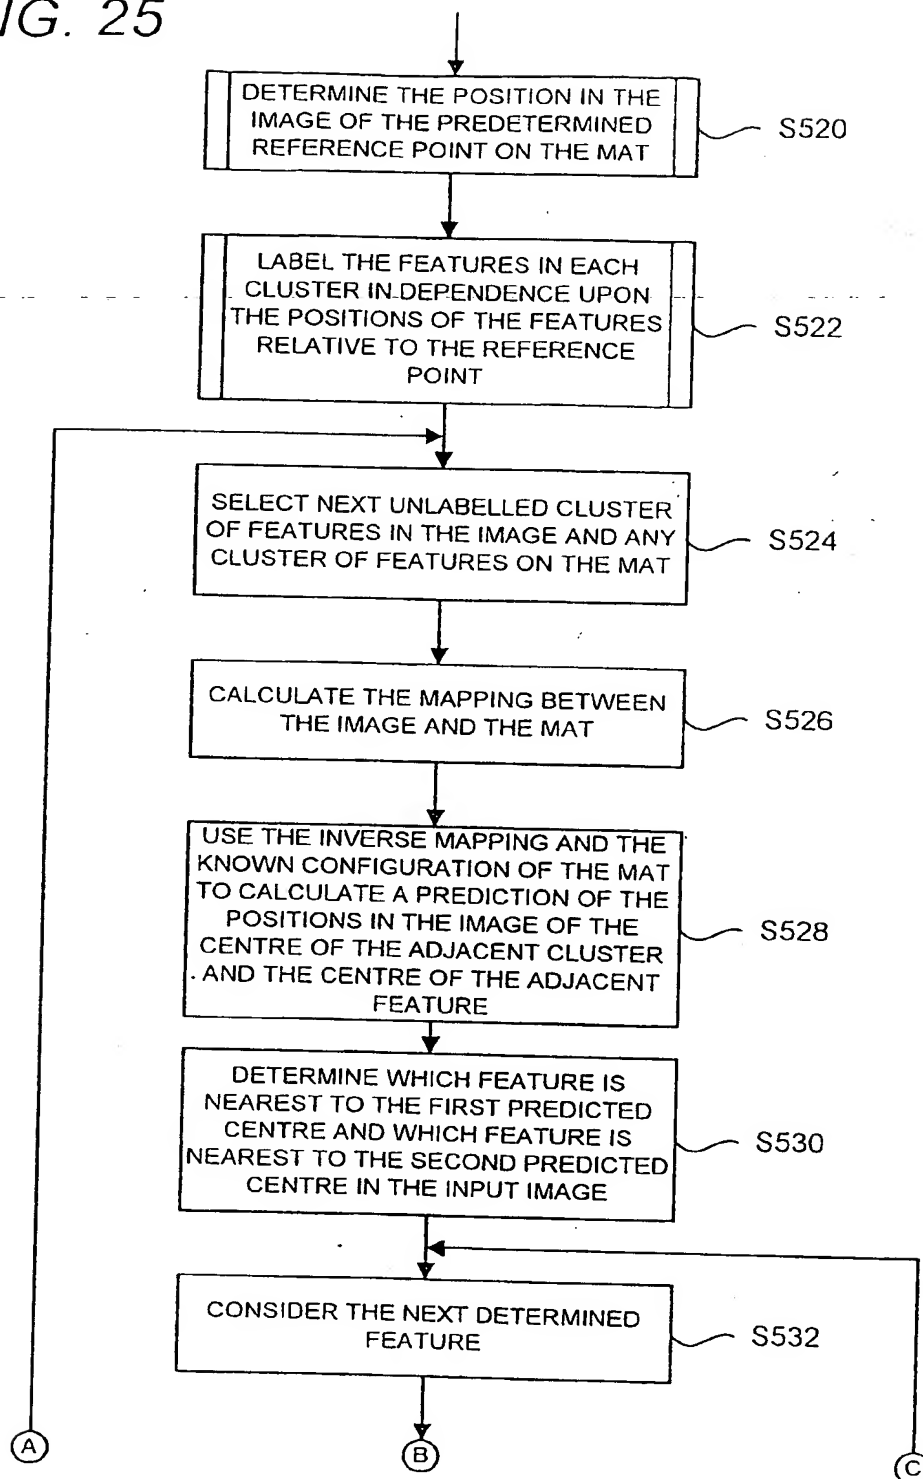 IG. 25
DETERMINE THE POSITION IN THE
IMAGE OF THE PREDETERMINED
REFERENCE POINT ON THE MAT
S520
LABEL THE FEATURES IN EACH
CLUSTER IN DEPENDENCE UPON
THE POSITIONS OF THE FEATURES
RELATIVE TO THE REFERENCE
POINT
S522
SELECT NEXT UNLABELLED CLUSTER
OF FEATURES IN THE IMAGE AND ANY
CLUSTER OF FEATURES ON THE MAT
S524
CALCULATE THE MAPPING BETWEEN
THE IMAGE AND THE MAT
S526
USE THE INVERSE MAPPING AND THE
KNOWN CONFIGURATION OF THE MAT
TO CALCULATE A PREDICTION OF THE
POSITIONS IN THE IMAGE OF THE
CENTRE OF THE ADJACENT CLUSTER
AND THE CENTRE OF THE ADJACENT
FEATURE
S528
DETERMINE WHICH FEATURE IS
NEAREST TO THE FIRST PREDICTED
CENTRE AND WHICH FEATURE IS
NEAREST TO THE SECOND PREDICTED
CENTRE IN THE INPUT IMAGE
S530
CONSIDER THE NEXT DETERMINED
FEATURE
S532
A
B
C